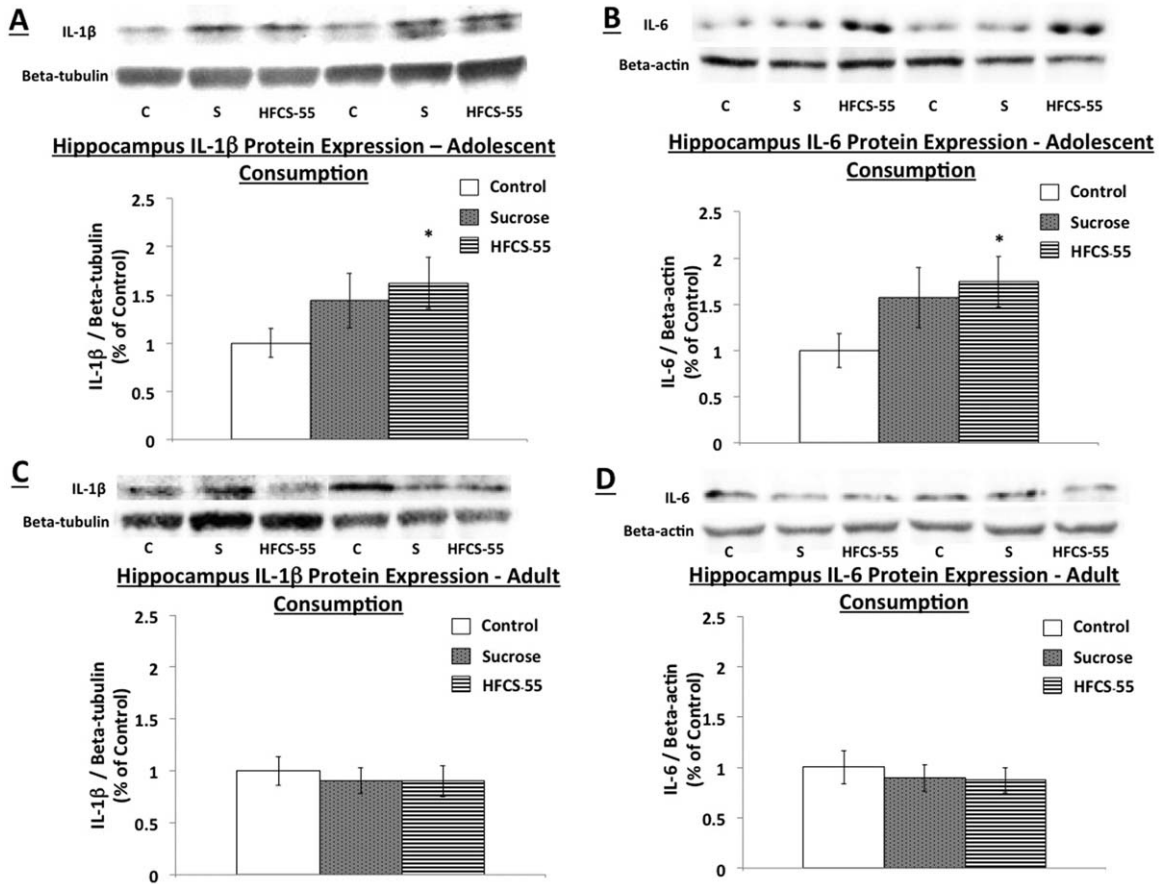 A
IL-1β
Beta-tubulin
C S HFCS-55 C S HFCS-55
Hippocampus IL-1β Protein Expression – Adolescent
Consumption
Control
Sucrose
HFCS-55
IL-1β / Beta-tubulin
(% of Control)
2.5
2
1.5
1
0.5
0
*
B
IL-6
Beta-actin
C S HFCS-55 C S HFCS-55
Hippocampus IL-6 Protein Expression - Adolescent
Consumption
Control
Sucrose
HFCS-55
IL-6 / Beta-actin
(% of Control)
2.5
2
1.5
1
0.5
0
*
C
IL-1β
Beta-tubulin
C S HFCS-55 C S HFCS-55
Hippocampus IL-1β Protein Expression - Adult
Consumption
Control
Sucrose
HFCS-55
IL-1β / Beta-tubulin
(% of Control)
2.5
2
1.5
1
0.5
0
D
IL-6
Beta-actin
C S HFCS-55 C S HFCS-55
Hippocampus IL-6 Protein Expression - Adult
Consumption
Control
Sucrose
HFCS-55
IL-6 / Beta-actin
(% of Control)
2.5
2
1.5
1
0.5
0